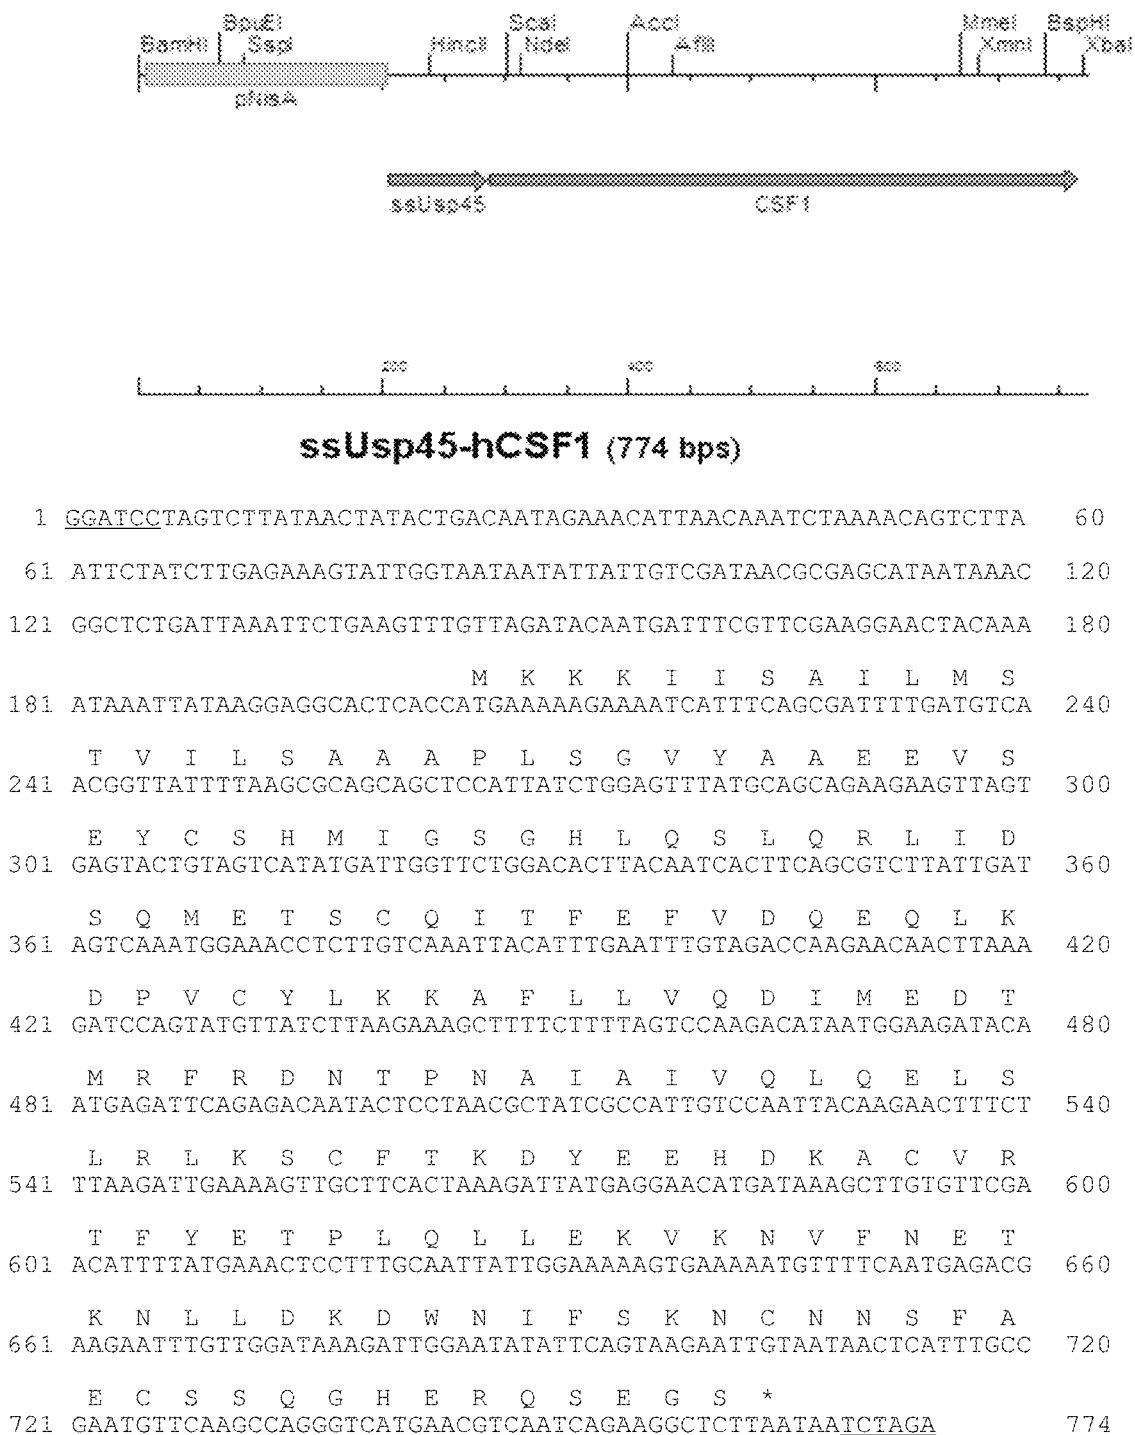 BpuEI ScaI AccI MmeI BspHI
BamHI SspI HincII NdeI AflII XmnI XbaI
pNisA
ssUsp45 CSF1
200 400 600
ssUsp45-hCSF1 (774 bps)
1 GGATCCTAGTCTTATAACTATACTGACAATAGAAACATTAACAAATCTAAAACAGTCTTA 60
61 ATTCTATCTTGAGAAAGTATTGGTAATAATATTATTGTCGATAACGCGAGCATAATAAAC 120
121 GGCTCTGATTAAATTCTGAAGTTTGTTAGATACAATGATTTCGTTCGAAGGAACTACAAA 180
M K K K I I S A I L M S
181 ATAAATTATAAGGAGGCACTCACCATGAAAAAGAAAATCATTTCAGCGATTTTGATGTCA 240
T V I L S A A A P L S G V Y A A E E V S
241 ACGGTTATTTTAAGCGCAGCAGCTCCATTATCTGGAGTTTATGCAGCAGAAGAAGTTAGT 300
E Y C S H M I G S G H L Q S L Q R L I D
301 GAGTACTGTAGTCATATGATTGGTTCTGGACACTTACAATCACTTCAGCGTCTTATTGAT 360
S Q M E T S C Q I T F E F V D Q E Q L K
361 AGTCAAATGGAAACCTCTTGTCAAATTACATTTGAATTTGTAGACCAAGAACAACTTAAA 420
D P V C Y L K K A F L L V Q D I M E D T
421 GATCCAGTATGTTATCTTAAGAAAGCTTTTCTTTTAGTCCAAGACATAATGGAAGATACA 480
M R F R D N T P N A I A I V Q L Q E L S
481 ATGAGATTCAGAGACAATACTCCTAACGCTATCGCCATTGTCCAATTACAAGAACTTTCT 540
L R L K S C F T K D Y E E H D K A C V R
541 TTAAGATTGAAAAGTTGCTTCACTAAAGATTATGAGGAACATGATAAAGCTTGTGTTCGA 600
T F Y E T P L Q L L E K V K N V F N E T
601 ACATTTTATGAAACTCCTTTGCAATTATTGGAAAAAGTGAAAAATGTTTTCAATGAGACG 660
K N L L D K D W N I F S K N C N N S F A
661 AAGAATTTGTTGGATAAAGATTGGAATATATTCAGTAAGAATTGTAATAACTCATTTGCC 720
E C S S Q G H E R Q S E G S *
721 GAATGTTCAAGCCAGGGTCATGAACGTCAATCAGAAGGCTCTTAATAATCTAGA 774